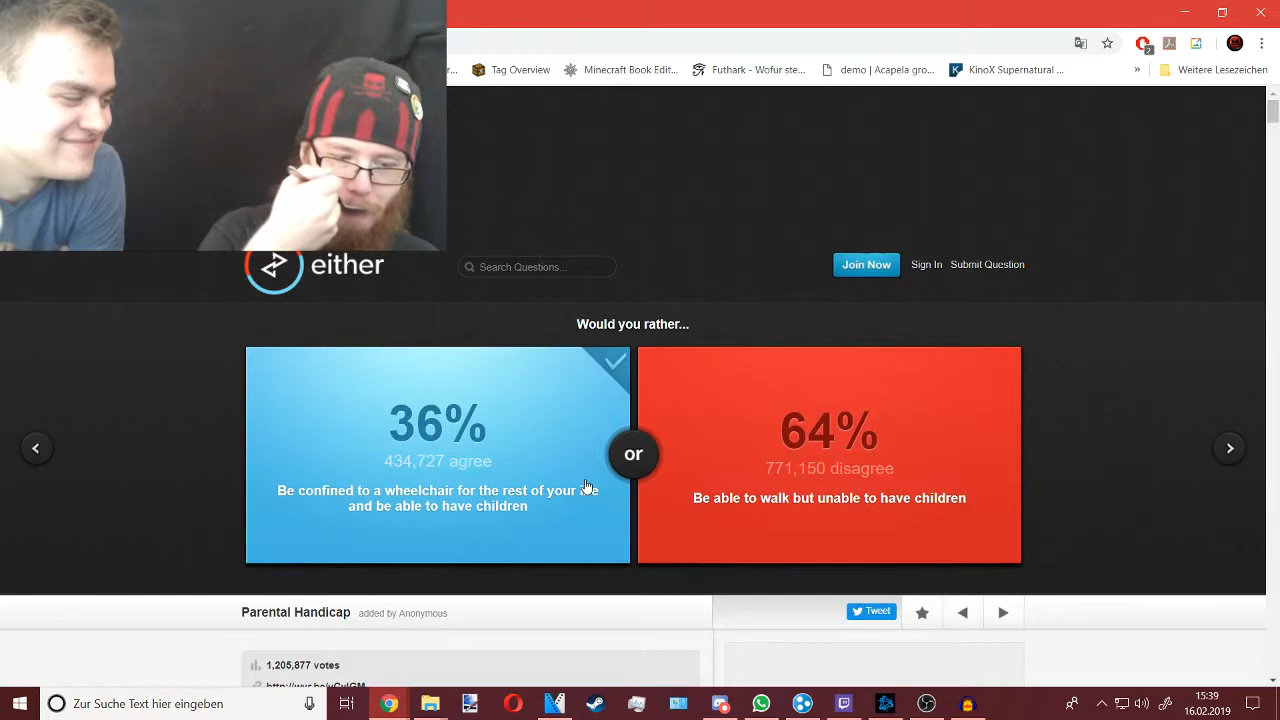 Tag Overview
Minecraft Book Edit...
Futhark - Wofur ste...
demo | Acapela gro...
KinoX Supernatural ...
»
Weitere Lesezeichen
either
Search Questions...
Join Now
Sign In
Submit Question
Would you rather...
36%
434,727 agree
Be confined to a wheelchair for the rest of your
and be able to have children
or
64%
771,150 disagree
Be able to walk but unable to have children
Parental Handicap added by Anonymous
Tweet
1,205,877 votes
Zur Suche Text hier eingeben
15:39
16.02.2019